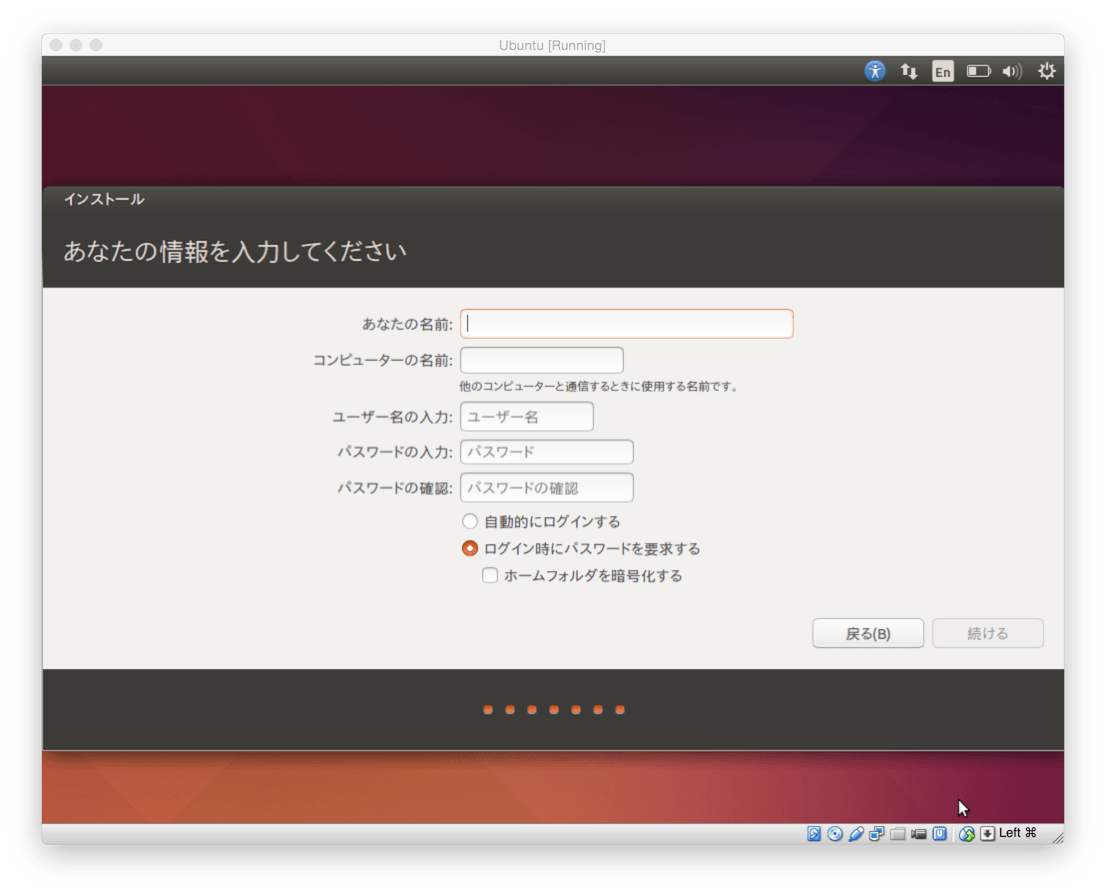 Ubuntu [Running]
En
インストール
あなたの情報を入力してください
あなたの名前:
コンピューターの名前:
他のコンピューターと通信するときに使用する名前です。
ユーザー名の入力: ユーザー名
パスワードの入力: パスワード
パスワードの確認: パスワードの確認
自動的にログインする
ログイン時にパスワードを要求する
ホームフォルダを暗号化する
戻る(B) 続ける
Left ⌘